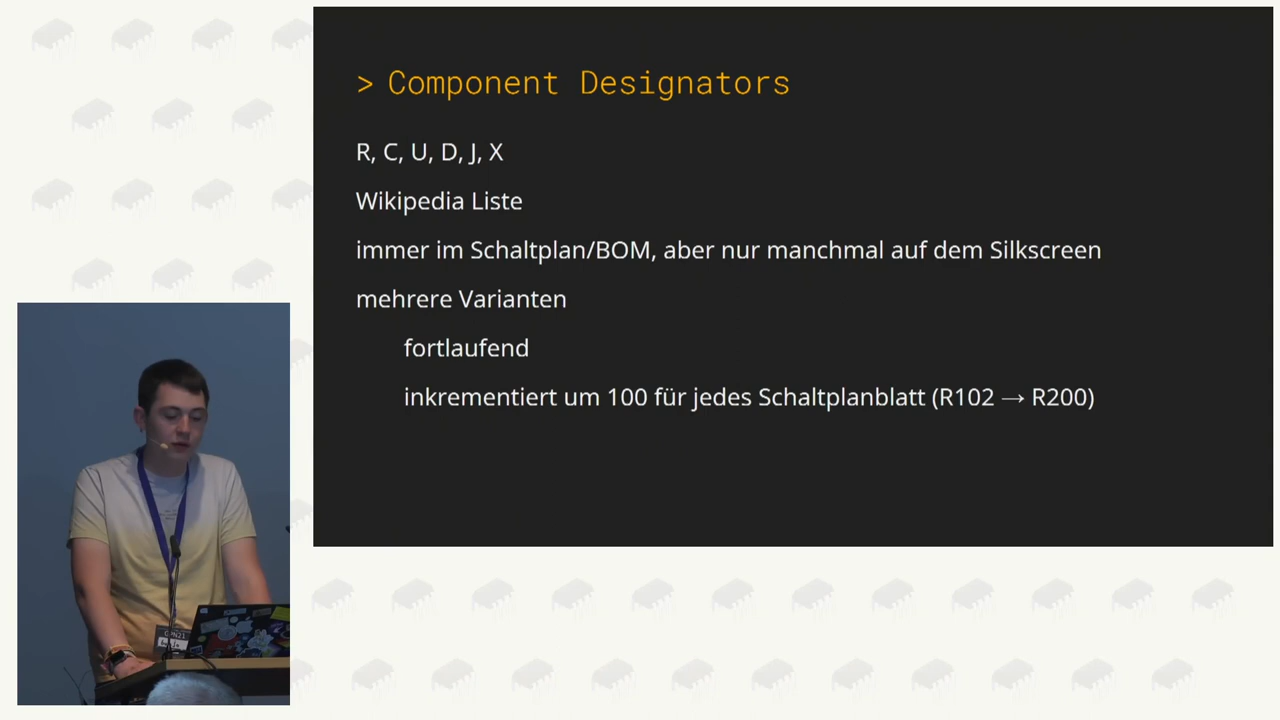 > Component Designators
R, C, U, D, J, X
Wikipedia Liste
immer im Schaltplan/BOM, aber nur manchmal auf dem Silkscreen
mehrere Varianten
fortlaufend
inkrementiert um 100 für jedes Schaltplanblatt (R102 → R200)
GPN21